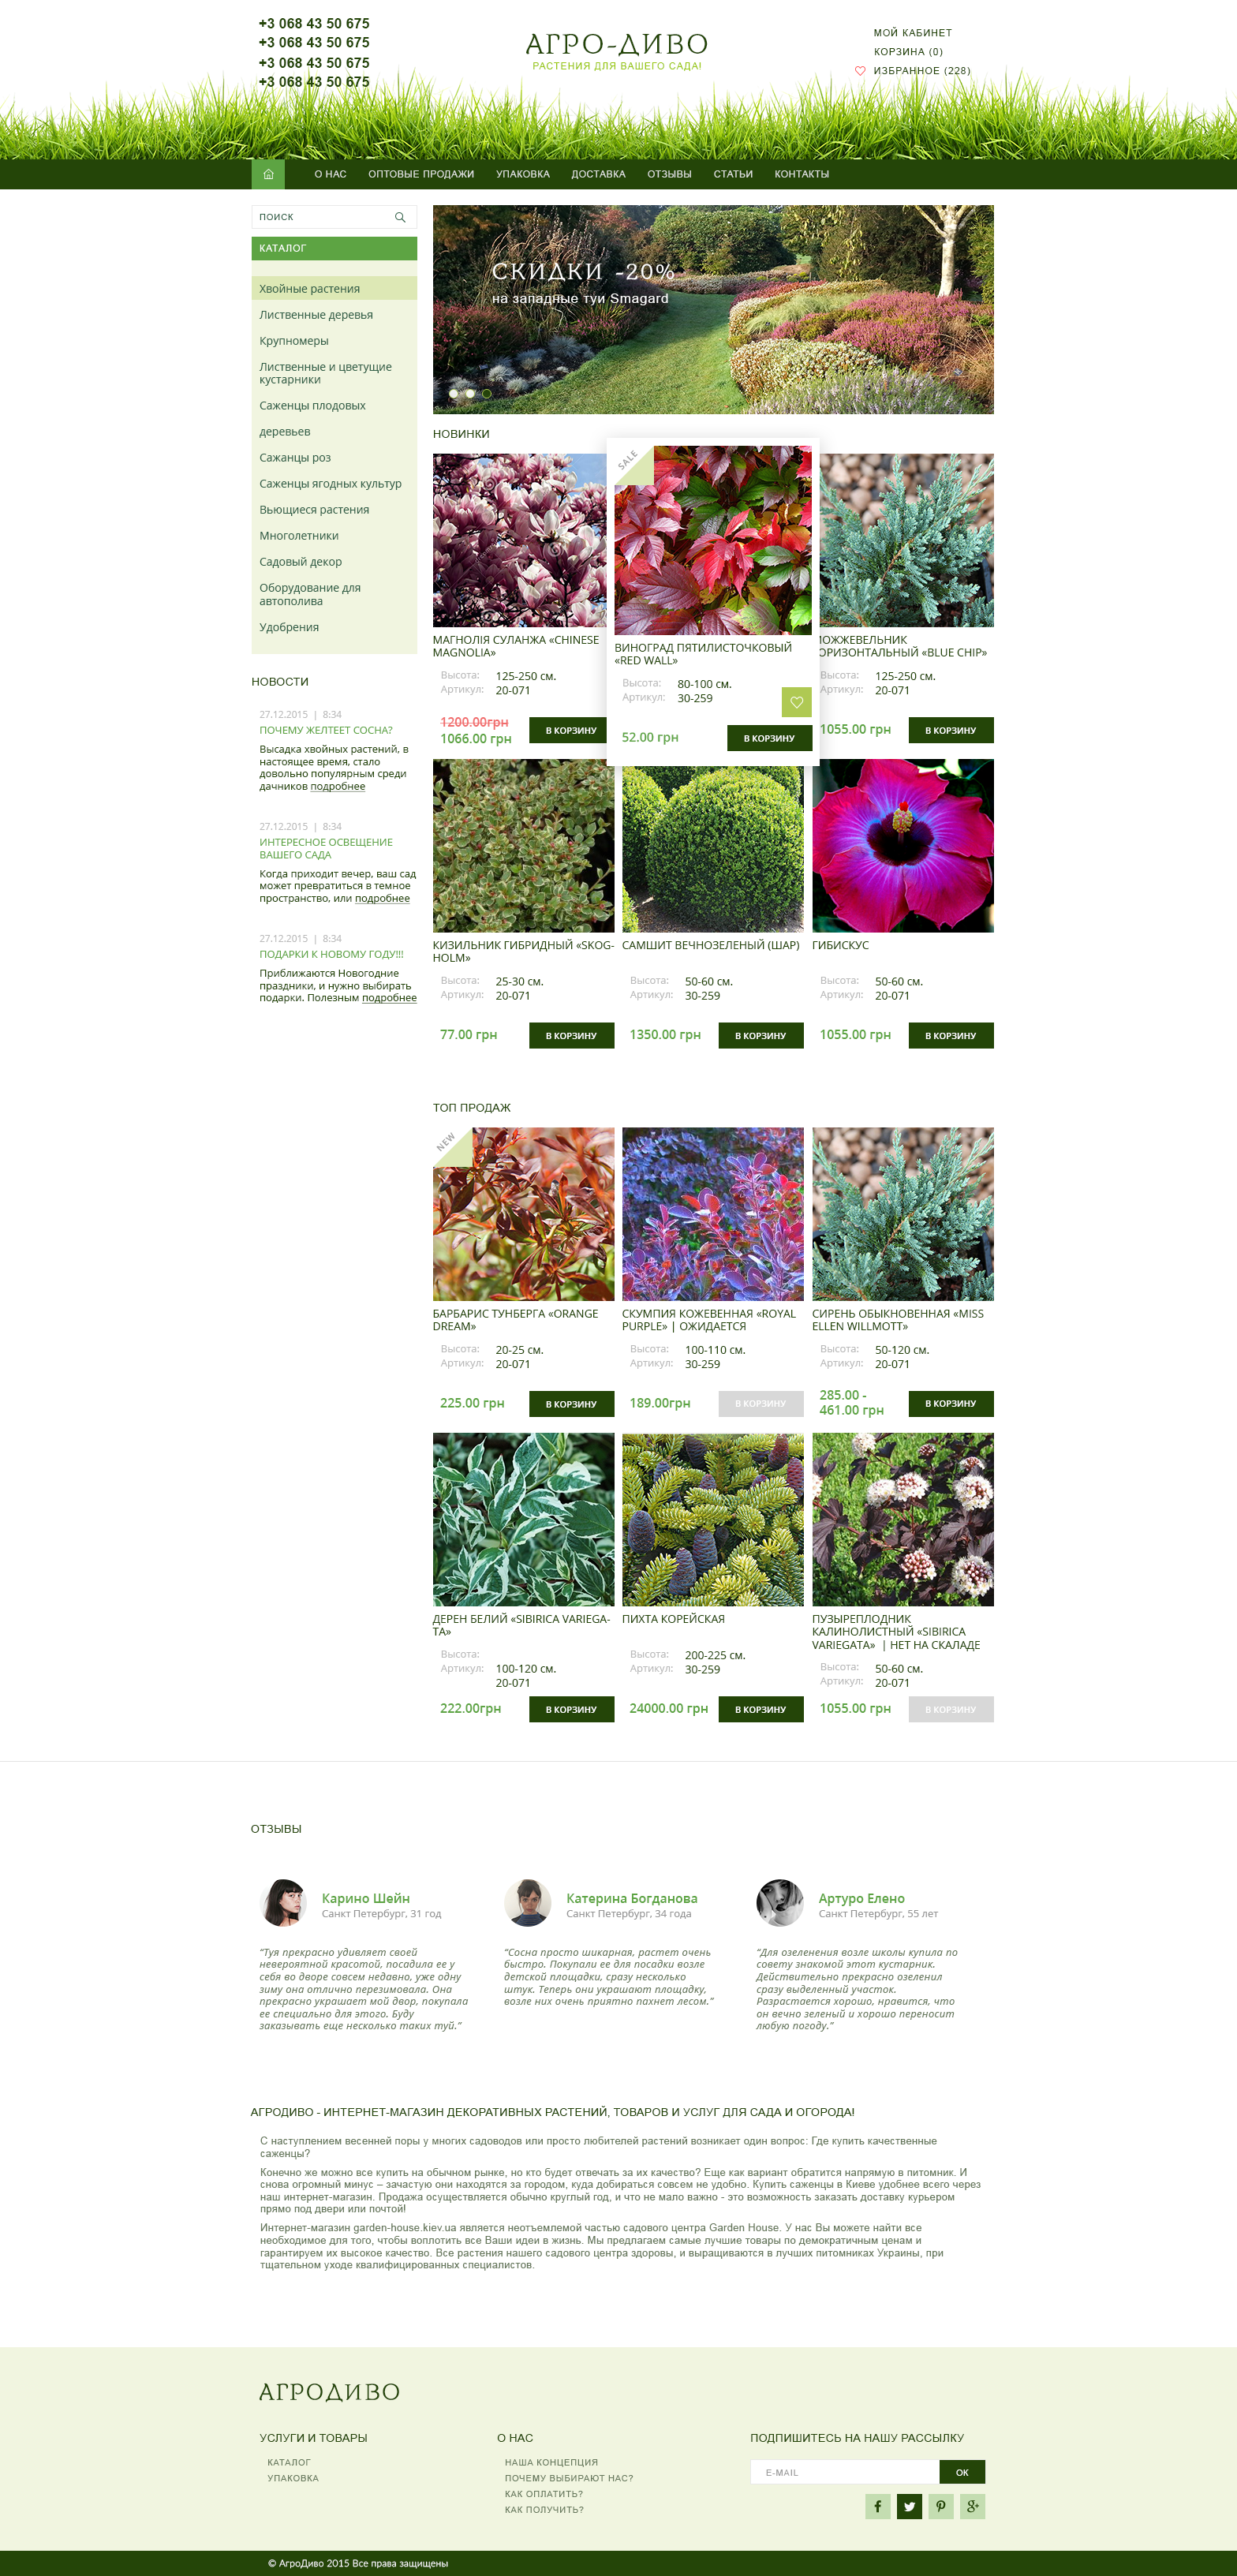 +3 068 43 50 675
+3 068 43 50 675
+3 068 43 50 675
+3 068 43 50 675
АГРО-ДИВО
РАСТЕНИЯ ДЛЯ ВАШЕГО САДА!
МОЙ КАБИНЕТ
КОРЗИНА (0)
ИЗБРАННОЕ (228)
О НАС ОПТОВЫЕ ПРОДАЖИ УПАКОВКА ДОСТАВКА ОТЗЫВЫ СТАТЬИ КОНТАКТЫ
ПОИСК
КАТАЛОГ
Хвойные растения
Лиственные деревья
Крупномеры
Лиственные и цветущие
кустарники
Саженцы плодовых
деревьев
Сажанцы роз
Саженцы ягодных культур
Вьющиеся растения
Многолетники
Садовый декор
Оборудование для
автополива
Удобрения
НОВОСТИ
27.12.2015 | 8:34
ПОЧЕМУ ЖЕЛТЕЕТ СОСНА?
Высадка хвойных растений, в
настоящее время, стало
довольно популярным среди
дачников подробнее
27.12.2015 | 8:34
ИНТЕРЕСНОЕ ОСВЕЩЕНИЕ
ВАШЕГО САДА
Когда приходит вечер, ваш сад
может превратиться в темное
пространство, или подробнее
27.12.2015 | 8:34
ПОДАРКИ К НОВОМУ ГОДУ!!!
Приближаются Новогодние
праздники, и нужно выбирать
подарки. Полезным подробнее
СКИДКИ -20%
на западные туи Smagard
НОВИНКИ
МАГНОЛІЯ СУЛАНЖА «CHINESE
MAGNOLIA»
Высота: 125-250 см.
Артикул: 20-071
1200.00грн
1066.00 грн
В КОРЗИНУ
SALE
ВИНОГРАД ПЯТИЛИСТОЧКОВЫЙ
«RED WALL»
Высота: 80-100 см.
Артикул: 30-259
52.00 грн
В КОРЗИНУ
МОЖЖЕВЕЛЬНИК
ГОРИЗОНТАЛЬНЫЙ «BLUE CHIP»
Высота: 125-250 см.
Артикул: 20-071
1055.00 грн
В КОРЗИНУ
КИЗИЛЬНИК ГИБРИДНЫЙ «SKOG-
HOLM»
Высота: 25-30 см.
Артикул: 20-071
77.00 грн
В КОРЗИНУ
САМШИТ ВЕЧНОЗЕЛЕНЫЙ (ШАР)
Высота: 50-60 см.
Артикул: 30-259
1350.00 грн
В КОРЗИНУ
ГИБИСКУС
Высота: 50-60 см.
Артикул: 20-071
1055.00 грн
В КОРЗИНУ
ТОП ПРОДАЖ
NEW
БАРБАРИС ТУНБЕРГА «ORANGE
DREAM»
Высота: 20-25 см.
Артикул: 20-071
225.00 грн
В КОРЗИНУ
СКУМПИЯ КОЖЕВЕННАЯ «ROYAL
PURPLE» | ОЖИДАЕТСЯ
Высота: 100-110 см.
Артикул: 30-259
189.00грн
В КОРЗИНУ
СИРЕНЬ ОБЫКНОВЕННАЯ «MISS
ELLEN WILLMOTT»
Высота: 50-120 см.
Артикул: 20-071
285.00 -
461.00 грн
В КОРЗИНУ
ДЕРЕН БЕЛИЙ «SIBIRICA VARIEGA-
TA»
Высота:
Артикул: 100-120 см.
20-071
222.00грн
В КОРЗИНУ
ПИХТА КОРЕЙСКАЯ
Высота: 200-225 см.
Артикул: 30-259
24000.00 грн
В КОРЗИНУ
ПУЗЫРЕПЛОДНИК
КАЛИНОЛИСТНЫЙ «SIBIRICA
VARIEGATA» | НЕТ НА СКАЛАДЕ
Высота: 50-60 см.
Артикул: 20-071
1055.00 грн
В КОРЗИНУ
ОТЗЫВЫ
Карино Шейн
Санкт Петербург, 31 год
“Туя прекрасно удивляет своей
невероятной красотой, посадила ее у
себя во дворе совсем недавно, уже одну
зиму она отлично перезимовала. Она
прекрасно украшает мой двор, покупала
ее специально для этого. Буду
заказывать еще несколько таких туй.”
Катерина Богданова
Санкт Петербург, 34 года
“Сосна просто шикарная, растет очень
быстро. Покупали ее для посадки возле
детской площадки, сразу несколько
штук. Теперь они украшают площадку,
возле них очень приятно пахнет лесом.”
Артуро Елено
Санкт Петербург, 55 лет
“Для озеленения возле школы купила по
совету знакомой этот кустарник.
Действительно прекрасно озеленил
сразу выделенный участок.
Разрастается хорошо, нравится, что
он вечно зеленый и хорошо переносит
любую погоду.”
АГРОДИВО - ИНТЕРНЕТ-МАГАЗИН ДЕКОРАТИВНЫХ РАСТЕНИЙ, ТОВАРОВ И УСЛУГ ДЛЯ САДА И ОГОРОДА!
С наступлением весенней поры у многих садоводов или просто любителей растений возникает один вопрос: Где купить качественные
саженцы?
Конечно же можно все купить на обычном рынке, но кто будет отвечать за их качество? Еще как вариант обратится напрямую в питомник. И
снова огромный минус – зачастую они находятся за городом, куда добираться совсем не удобно. Купить саженцы в Киеве удобнее всего через
наш интернет-магазин. Продажа осуществляется обычно круглый год, и что не мало важно - это возможность заказать доставку курьером
прямо под двери или почтой!
Интернет-магазин garden-house.kiev.ua является неотъемлемой частью садового центра Garden House. У нас Вы можете найти все
необходимое для того, чтобы воплотить все Ваши идеи в жизнь. Мы предлагаем самые лучшие товары по демократичным ценам и
гарантируем их высокое качество. Все растения нашего садового центра здоровы, и выращиваются в лучших питомниках Украины, при
тщательном уходе квалифицированных специалистов.
АГРОДИВО
УСЛУГИ И ТОВАРЫ
КАТАЛОГ
УПАКОВКА
О НАС
НАША КОНЦЕПЦИЯ
ПОЧЕМУ ВЫБИРАЮТ НАС?
КАК ОПЛАТИТЬ?
КАК ПОЛУЧИТЬ?
ПОДПИШИТЕСЬ НА НАШУ РАССЫЛКУ
E-MAIL
ОК
© АгроДиво 2015 Все права защищены